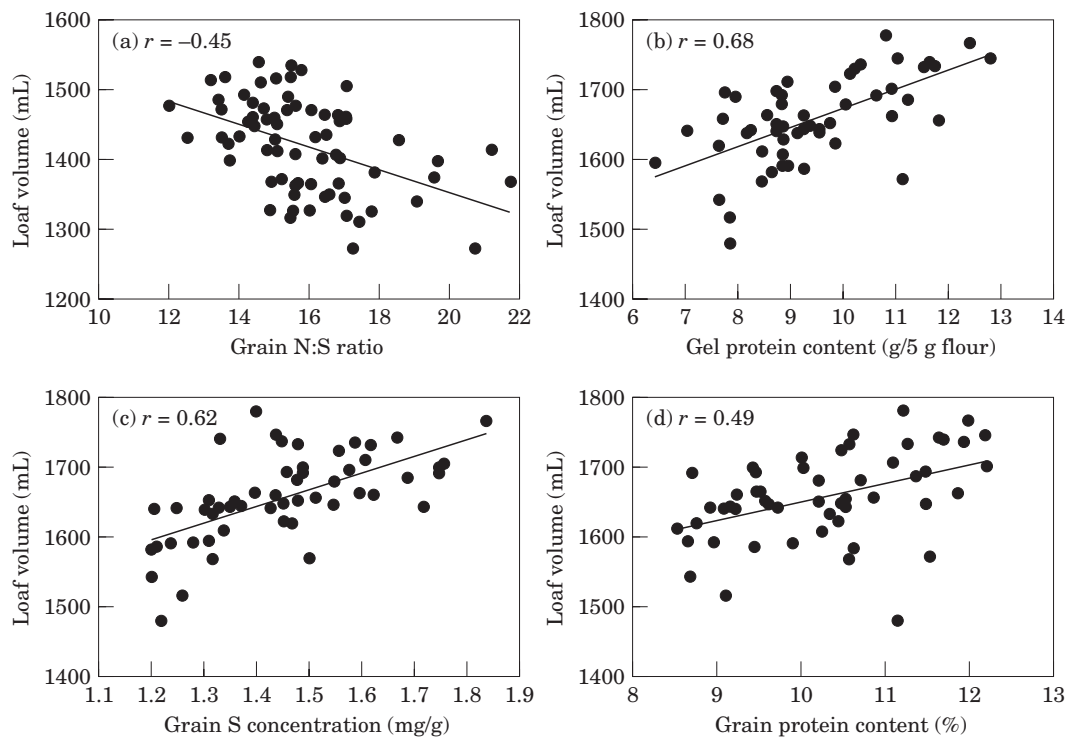 1600
1500
1400
1300
1200
Loaf volume (mL)
(a) r = –0.45
10 12 14 16 18 20 22
Grain N:S ratio
1800
1700
1600
1500
1400
Loaf volume (mL)
(b) r = 0.68
6 7 8 9 10 11 12 13 14
Gel protein content (g/5 g flour)
1800
1700
1600
1500
1400
Loaf volume (mL)
(c) r = 0.62
1.1 1.2 1.3 1.4 1.5 1.6 1.7 1.8 1.9
Grain S concentration (mg/g)
1800
1700
1600
1500
1400
Loaf volume (mL)
(d) r = 0.49
8 9 10 11 12 13
Grain protein content (%)